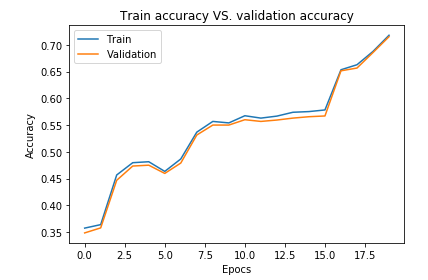 Train accuracy VS. validation accuracy
Train
Validation
Accuracy
0.70
0.65
0.60
0.55
0.50
0.45
0.40
0.35
0.0 2.5 5.0 7.5 10.0 12.5 15.0 17.5
Epocs